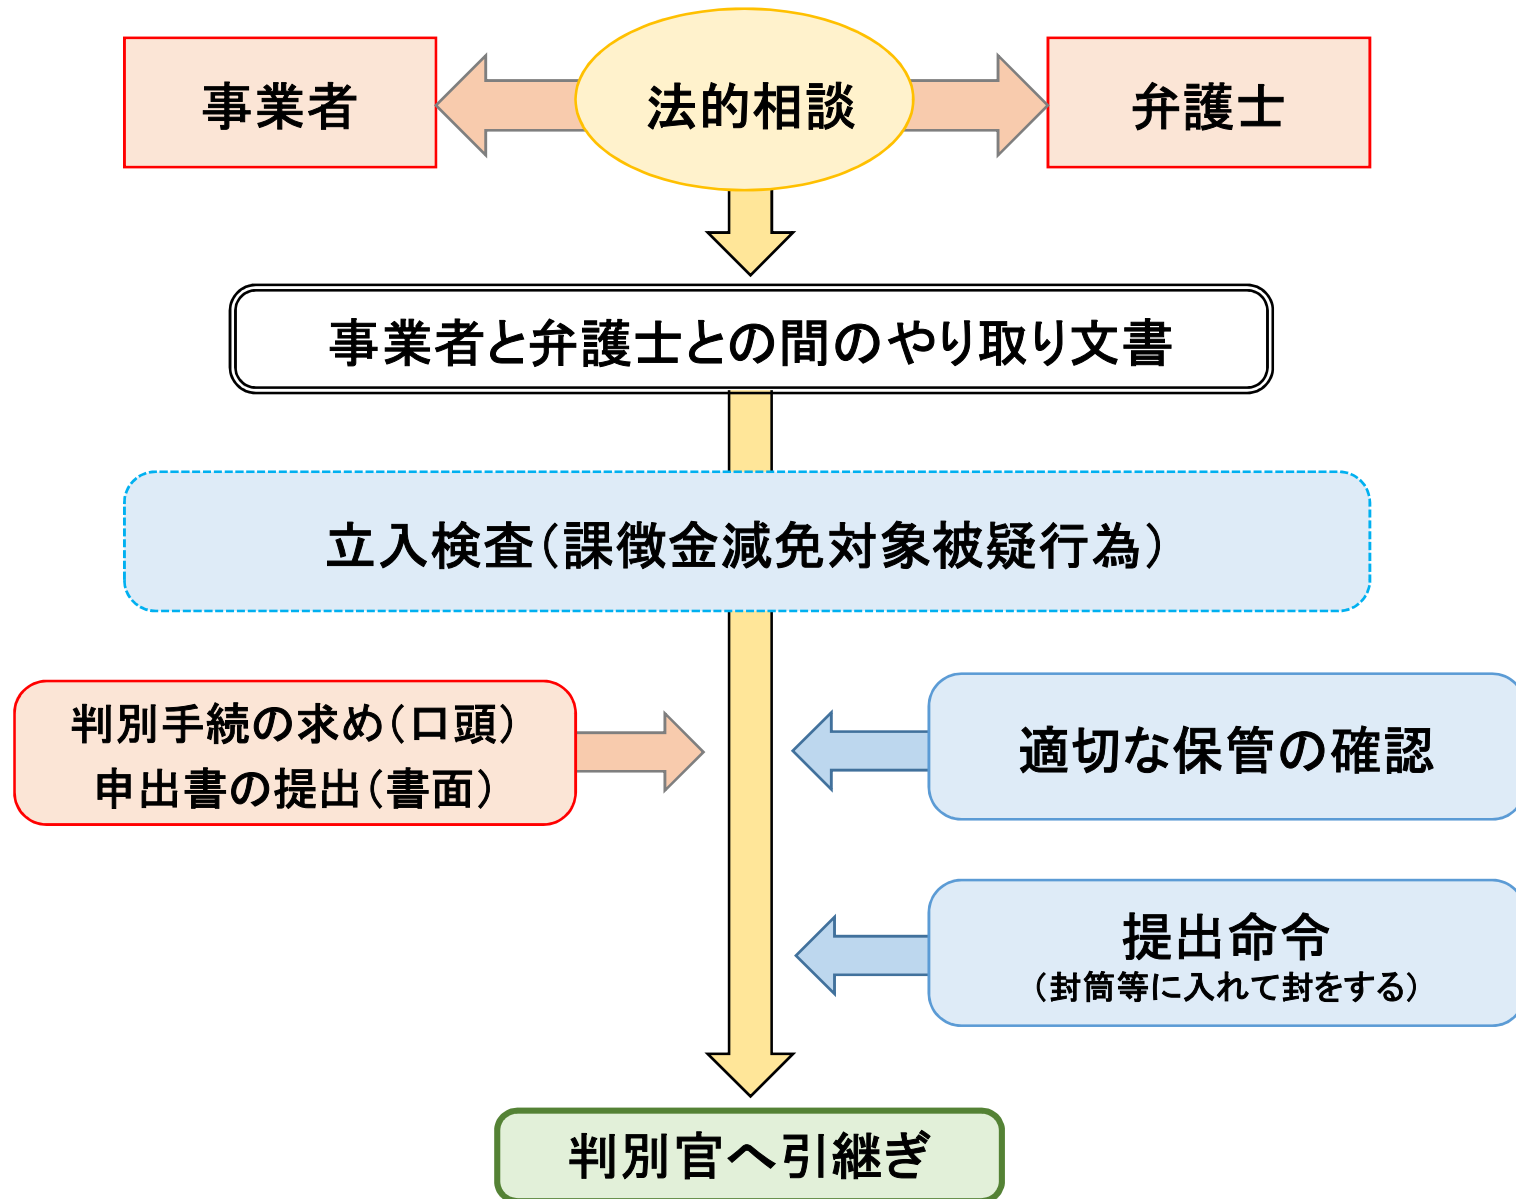 事業者
法的相談
弁護士
事業者と弁護士との間のやり取り文書
立入検査（課徴金減免対象被疑行為）
判別手続の求め（口頭）
申出書の提出（書面）
適切な保管の確認
提出命令
（封筒等に入れて封をする）
判別官へ引継ぎ